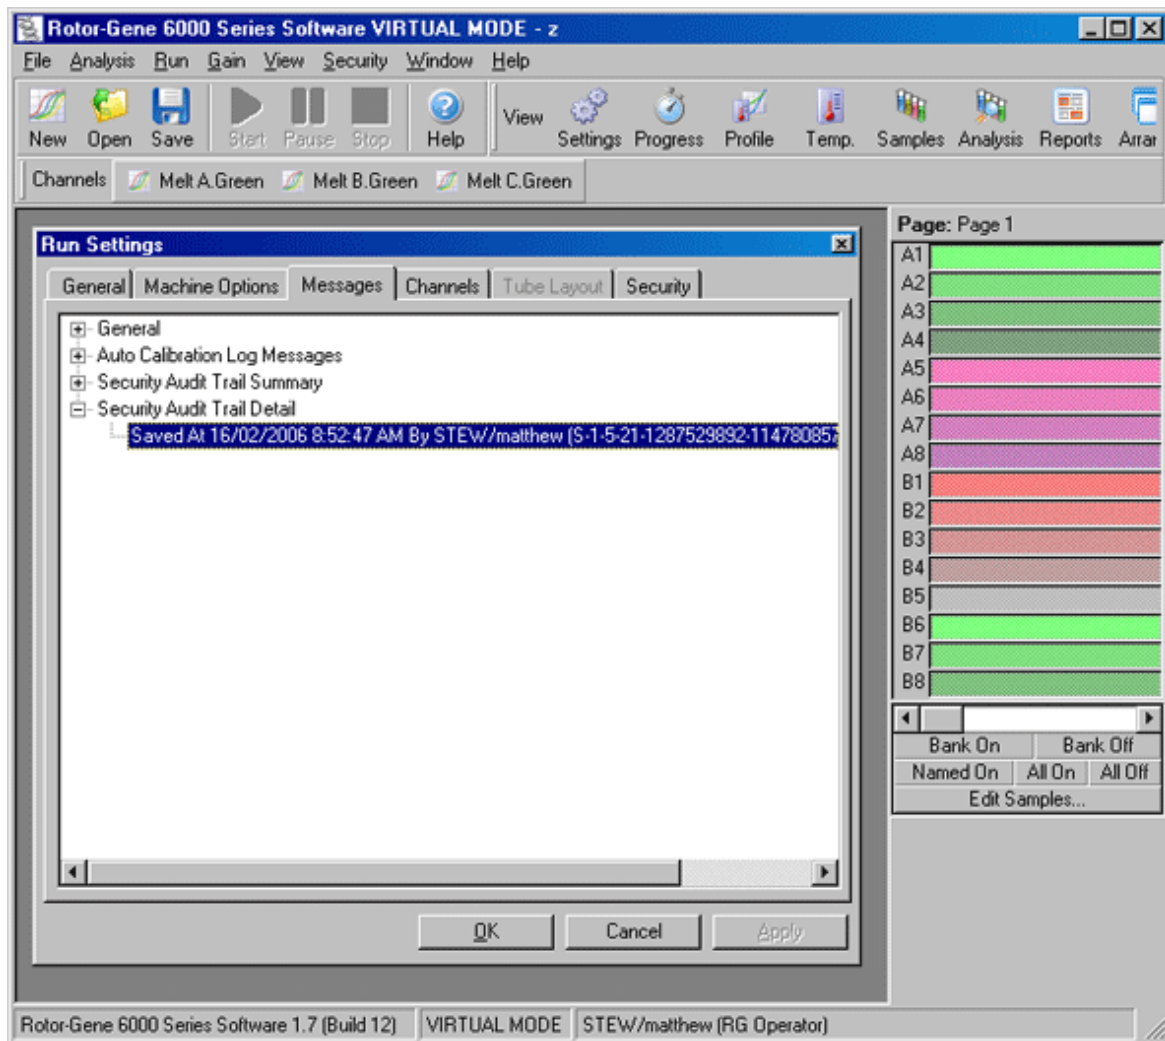 Rotor-Gene 6000 Series Software VIRTUAL MODE - z
File Analysis Run Gain View Security Window Help
New Open Save Start Pause Stop Help View Settings Progress Profile Temp. Samples Analysis Reports Arrar
Channels Melt A.Green Melt B.Green Melt C.Green
Run Settings
General Machine Options Messages Channels Tube Layout Security
General
Auto Calibration Log Messages
Security Audit Trail Summary
Security Audit Trail Detail
Saved At 16/02/2006 8:52:47 AM By STEW/matthew (S-1-5-21-1287529892-114780857
OK Cancel Apply
Page: Page 1
A1
A2
A3
A4
A5
A6
A7
A8
B1
B2
B3
B4
B5
B6
B7
B8
Bank On Bank Off
Named On All On All Off
Edit Samples...
Rotor-Gene 6000 Series Software 1.7 (Build 12) VIRTUAL MODE STEW/matthew (RG Operator)